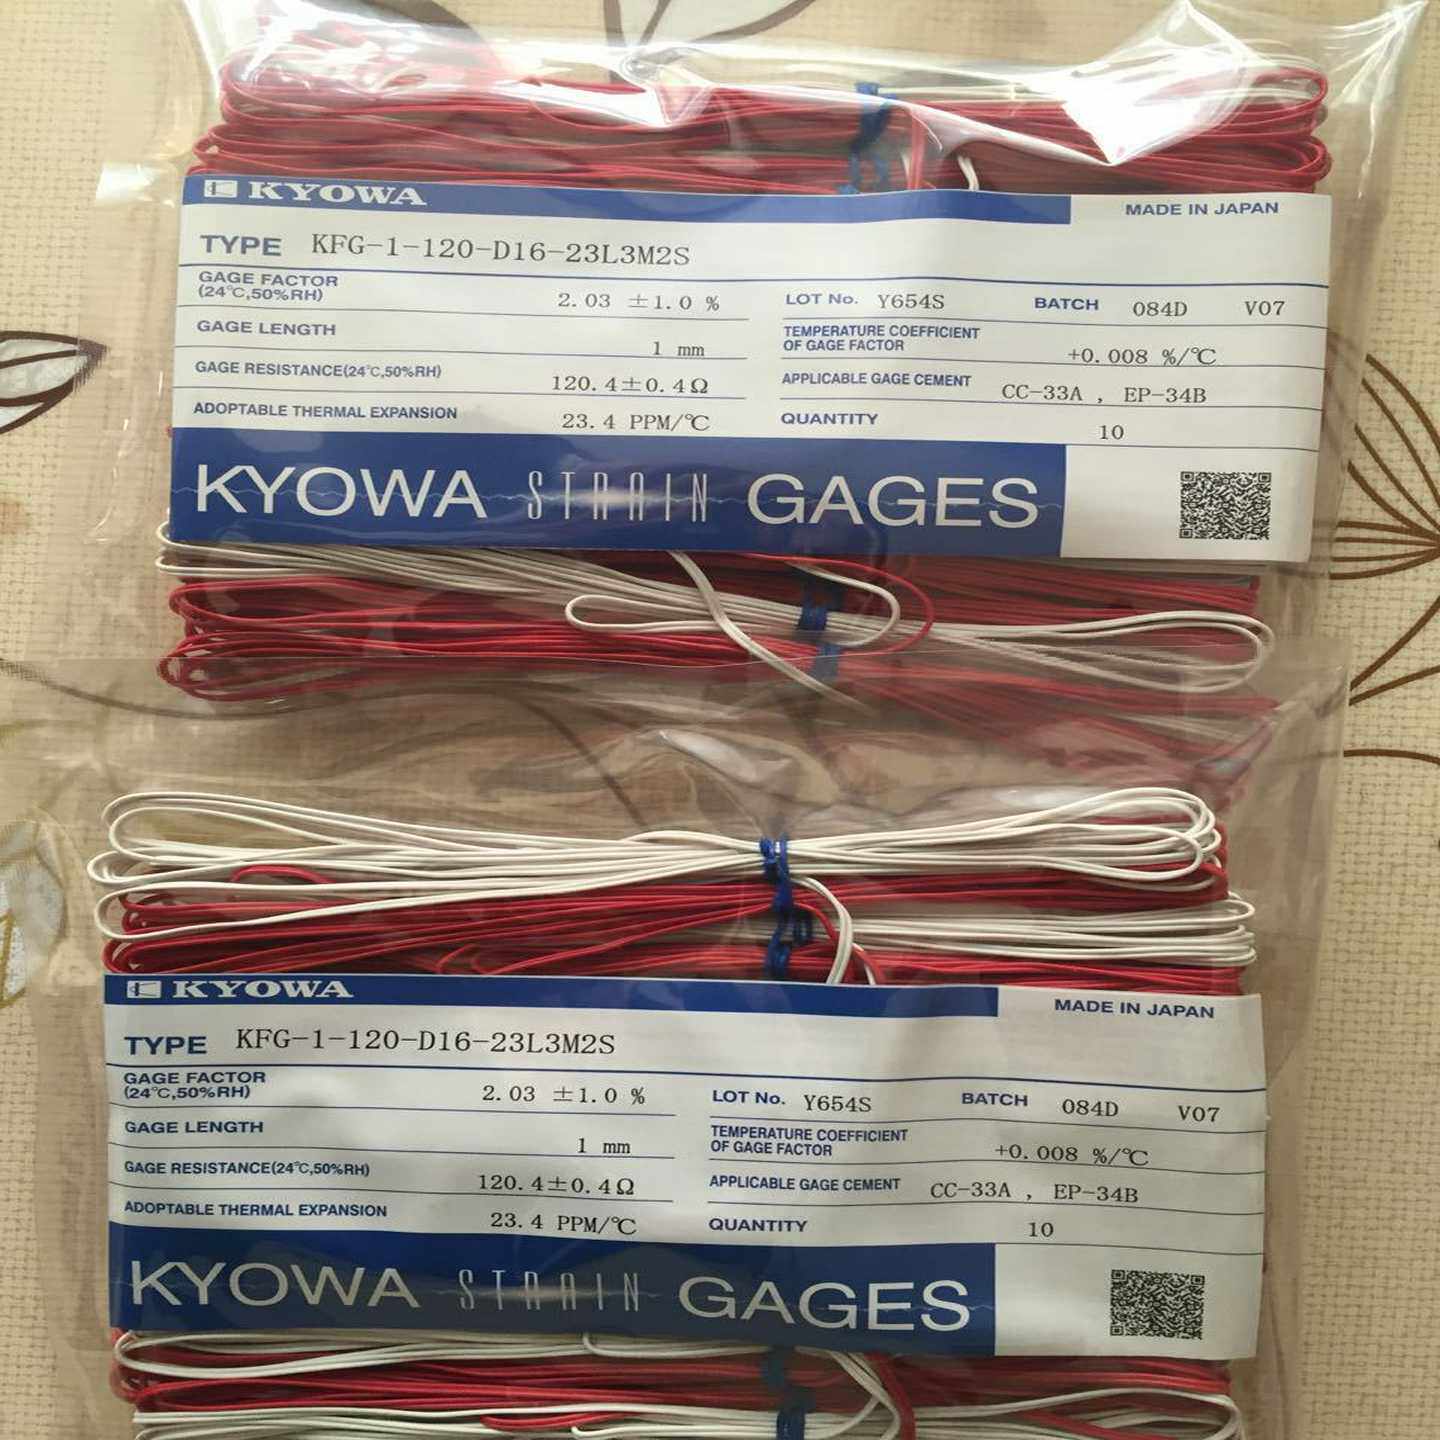 KYOWA
MADE IN JAPAN
TYPE KFG-1-120-D16-23L3M2S
GAGE FACTOR
(24℃,50%RH) 2.03 ±1.0 %
LOT No. Y654S BATCH 084D V07
GAGE LENGTH 1 mm
TEMPERATURE COEFFICIENT
OF GAGE FACTOR +0.008 %/℃
GAGE RESISTANCE(24℃,50%RH) 120.4±0.4Ω
APPLICABLE GAGE CEMENT CC-33A , EP-34B
ADOPTABLE THERMAL EXPANSION 23.4 PPM/℃
QUANTITY 10
KYOWA STRAIN GAGES
KYOWA
MADE IN JAPAN
TYPE KFG-1-120-D16-23L3M2S
GAGE FACTOR
(24℃,50%RH) 2.03 ±1.0 %
LOT No. Y654S BATCH 084D V07
GAGE LENGTH 1 mm
TEMPERATURE COEFFICIENT
OF GAGE FACTOR +0.008 %/℃
GAGE RESISTANCE(24℃,50%RH) 120.4±0.4Ω
APPLICABLE GAGE CEMENT CC-33A , EP-34B
ADOPTABLE THERMAL EXPANSION 23.4 PPM/℃
QUANTITY 10
KYOWA STRAIN GAGES